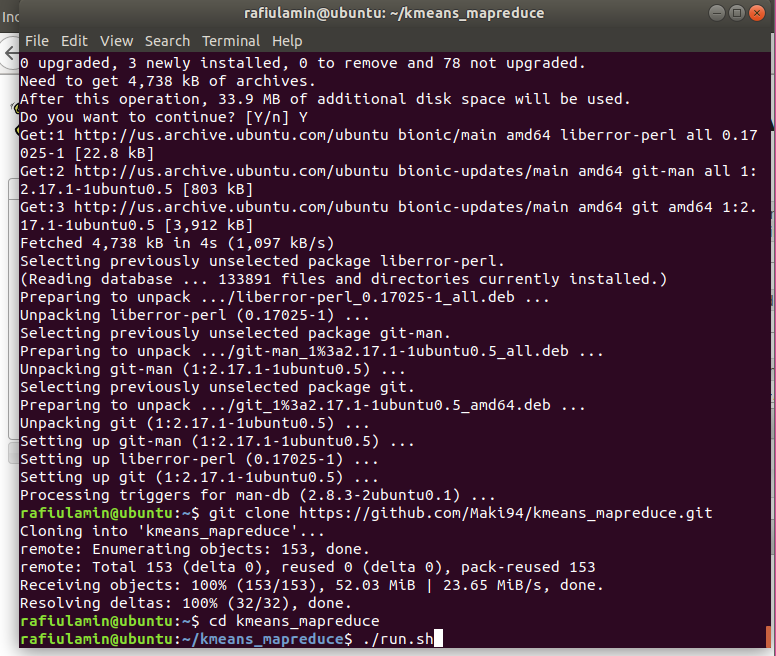 rafiulamin@ubuntu: ~/kmeans_mapreduce
File Edit View Search Terminal Help
0 upgraded, 3 newly installed, 0 to remove and 78 not upgraded.
Need to get 4,738 kB of archives.
After this operation, 33.9 MB of additional disk space will be used.
Do you want to continue? [Y/n] Y
Get:1 http://us.archive.ubuntu.com/ubuntu bionic/main amd64 liberror-perl all 0.17
025-1 [22.8 kB]
Get:2 http://us.archive.ubuntu.com/ubuntu bionic-updates/main amd64 git-man all 1:
2.17.1-1ubuntu0.5 [803 kB]
Get:3 http://us.archive.ubuntu.com/ubuntu bionic-updates/main amd64 git amd64 1:2.
17.1-1ubuntu0.5 [3,912 kB]
Fetched 4,738 kB in 4s (1,097 kB/s)
Selecting previously unselected package liberror-perl.
(Reading database ... 133891 files and directories currently installed.)
Preparing to unpack .../liberror-perl_0.17025-1_all.deb ...
Unpacking liberror-perl (0.17025-1) ...
Selecting previously unselected package git-man.
Preparing to unpack .../git-man_1%3a2.17.1-1ubuntu0.5_all.deb ...
Unpacking git-man (1:2.17.1-1ubuntu0.5) ...
Selecting previously unselected package git.
Preparing to unpack .../git_1%3a2.17.1-1ubuntu0.5_amd64.deb ...
Unpacking git (1:2.17.1-1ubuntu0.5) ...
Setting up git-man (1:2.17.1-1ubuntu0.5) ...
Setting up liberror-perl (0.17025-1) ...
Setting up git (1:2.17.1-1ubuntu0.5) ...
Processing triggers for man-db (2.8.3-2ubuntu0.1) ...
rafiulamin@ubuntu:~$ git clone https://github.com/Maki94/kmeans_mapreduce.git
Cloning into 'kmeans_mapreduce'...
remote: Enumerating objects: 153, done.
remote: Total 153 (delta 0), reused 0 (delta 0), pack-reused 153
Receiving objects: 100% (153/153), 52.03 MiB | 23.65 MiB/s, done.
Resolving deltas: 100% (32/32), done.
rafiulamin@ubuntu:~$ cd kmeans_mapreduce
rafiulamin@ubuntu:~/kmeans_mapreduce$ ./run.sh